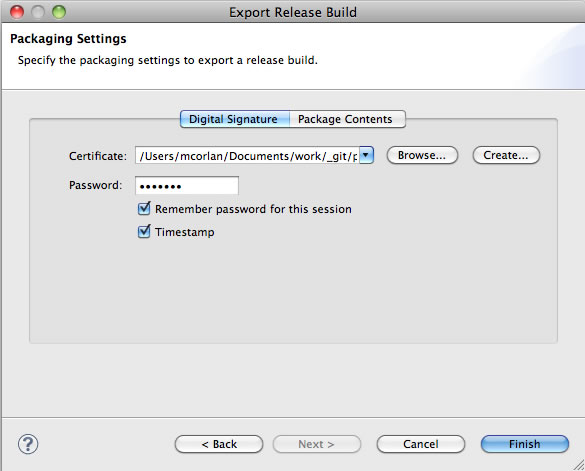 Export Release Build
Packaging Settings
Specify the packaging settings to export a release build.
Digital Signature Package Contents
Certificate: /Users/mcorlan/Documents/work/_git/p Browse... Create...
Password: •••••••
Remember password for this session
Timestamp
? < Back Next > Cancel Finish